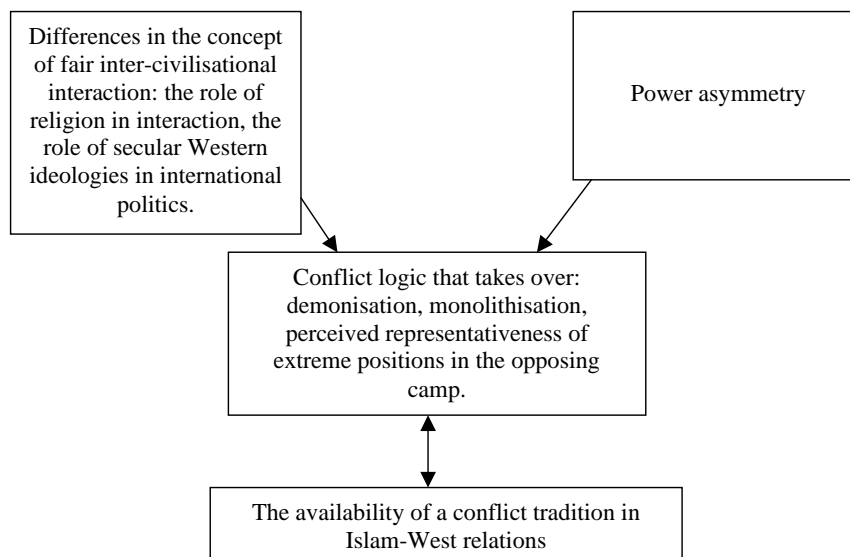 Differences in the concept
of fair inter-civilisational
interaction: the role of
religion in interaction, the
role of secular Western
ideologies in international
politics.
Power asymmetry
Conflict logic that takes over:
demonisation, monolithisation,
perceived representativeness of
extreme positions in the opposing
camp.
The availability of a conflict tradition in
Islam-West relations